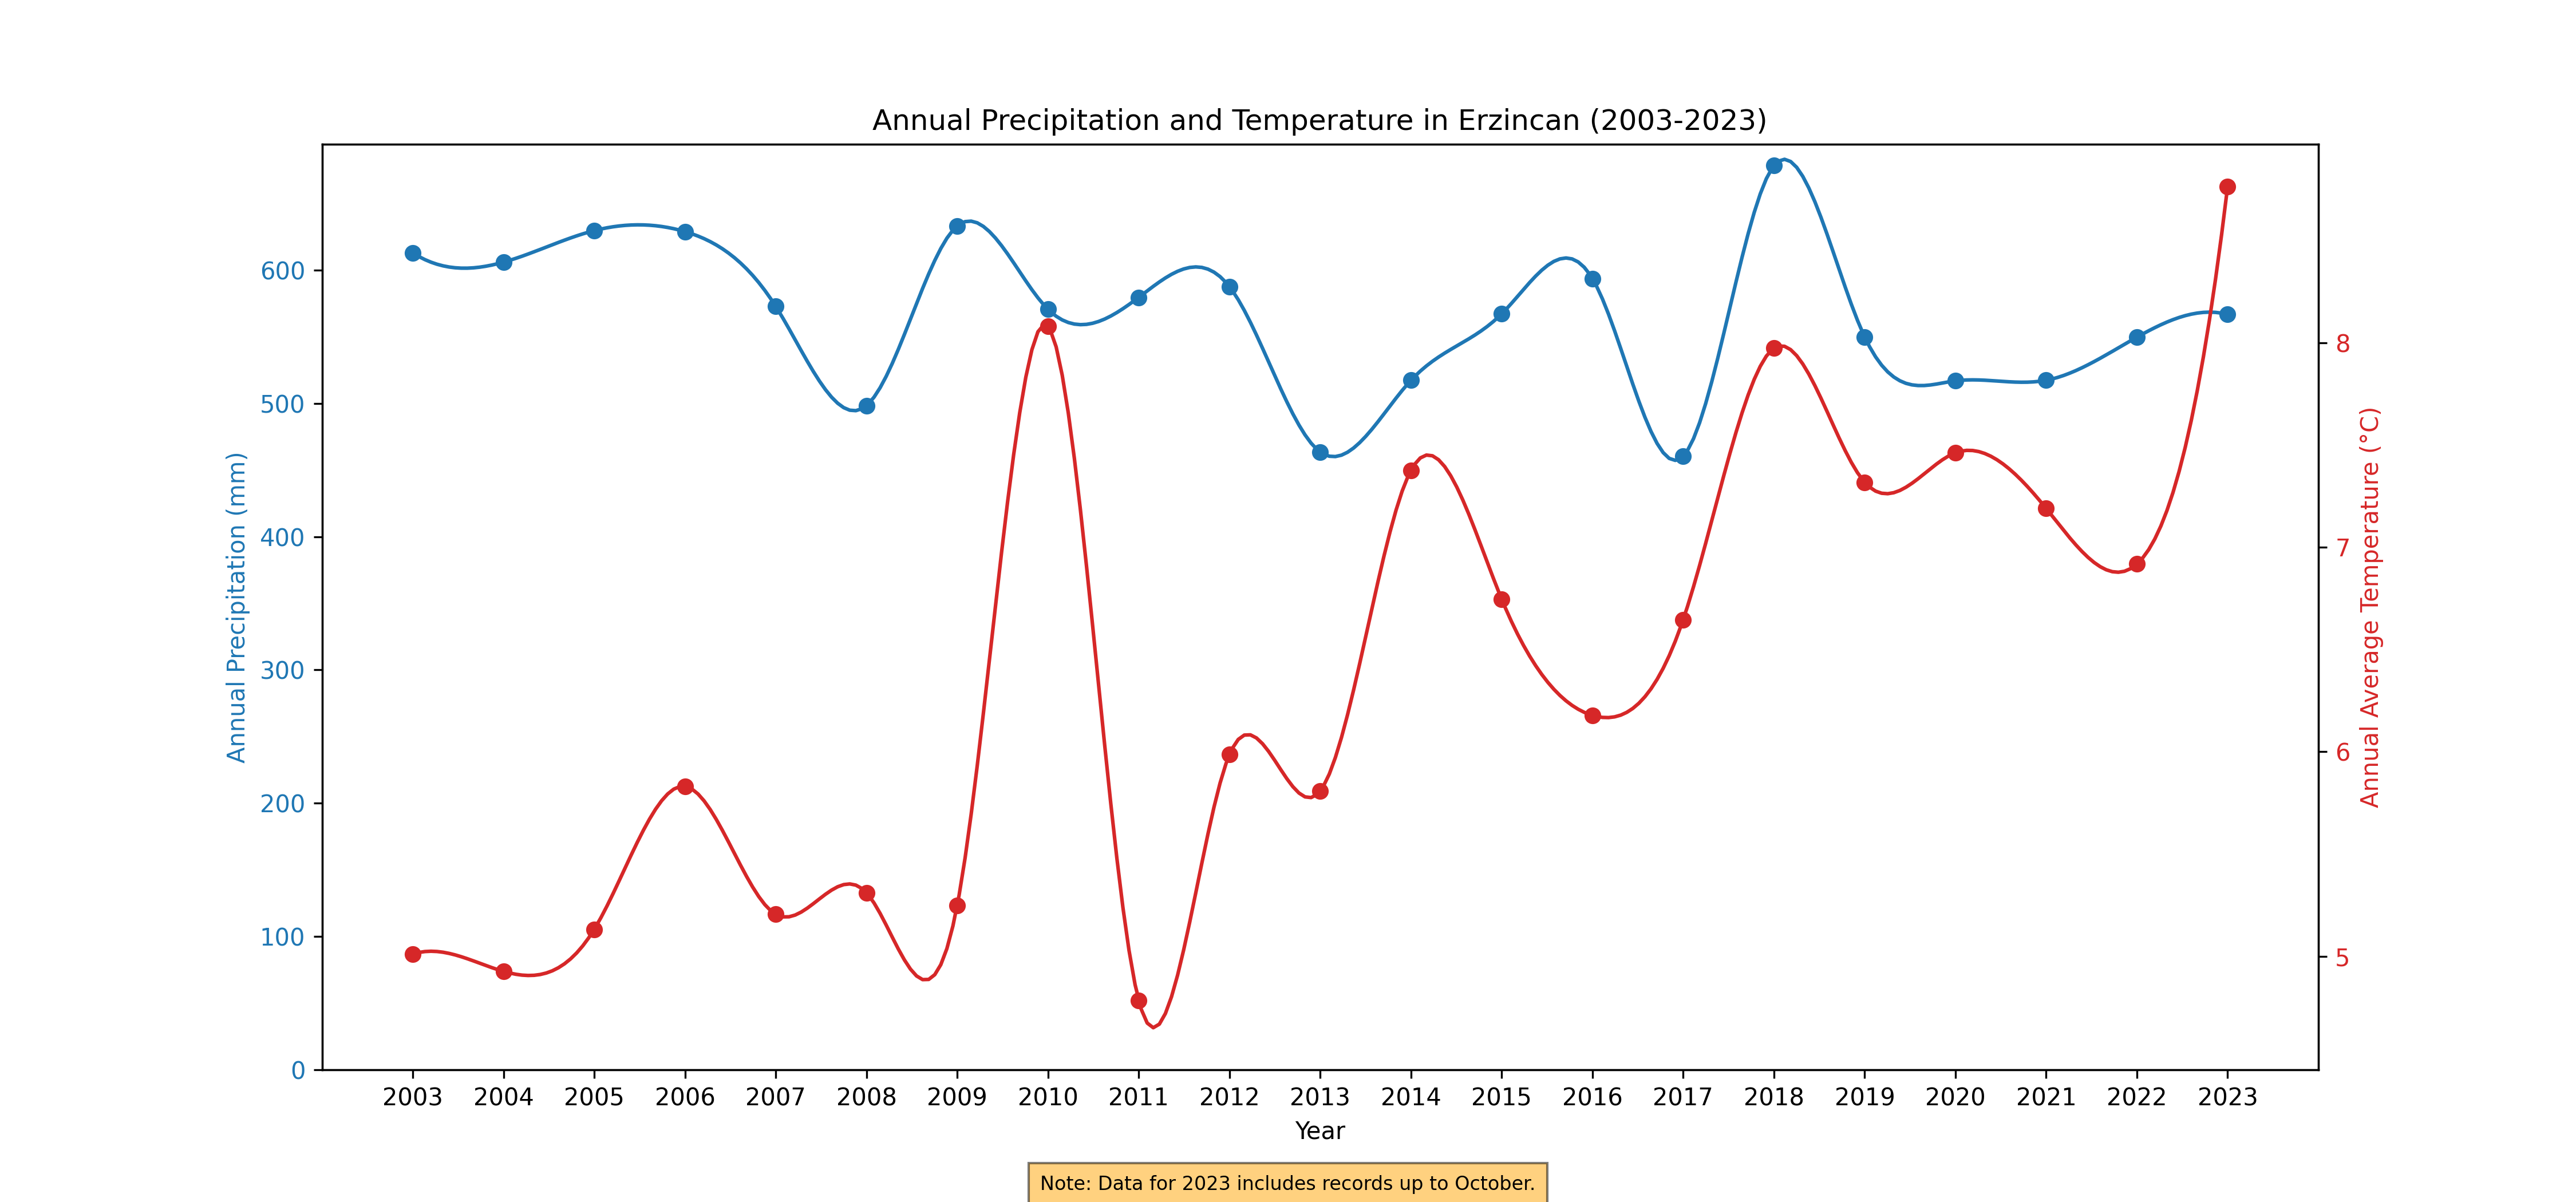 Annual Precipitation and Temperature in Erzincan (2003-2023)
Annual Precipitation (mm)
600
500
400
300
200
100
0
8
7
6
5
Annual Average Temperature (°C)
2003 2004 2005 2006 2007 2008 2009 2010 2011 2012 2013 2014 2015 2016 2017 2018 2019 2020 2021 2022 2023
Year
Note: Data for 2023 includes records up to October.